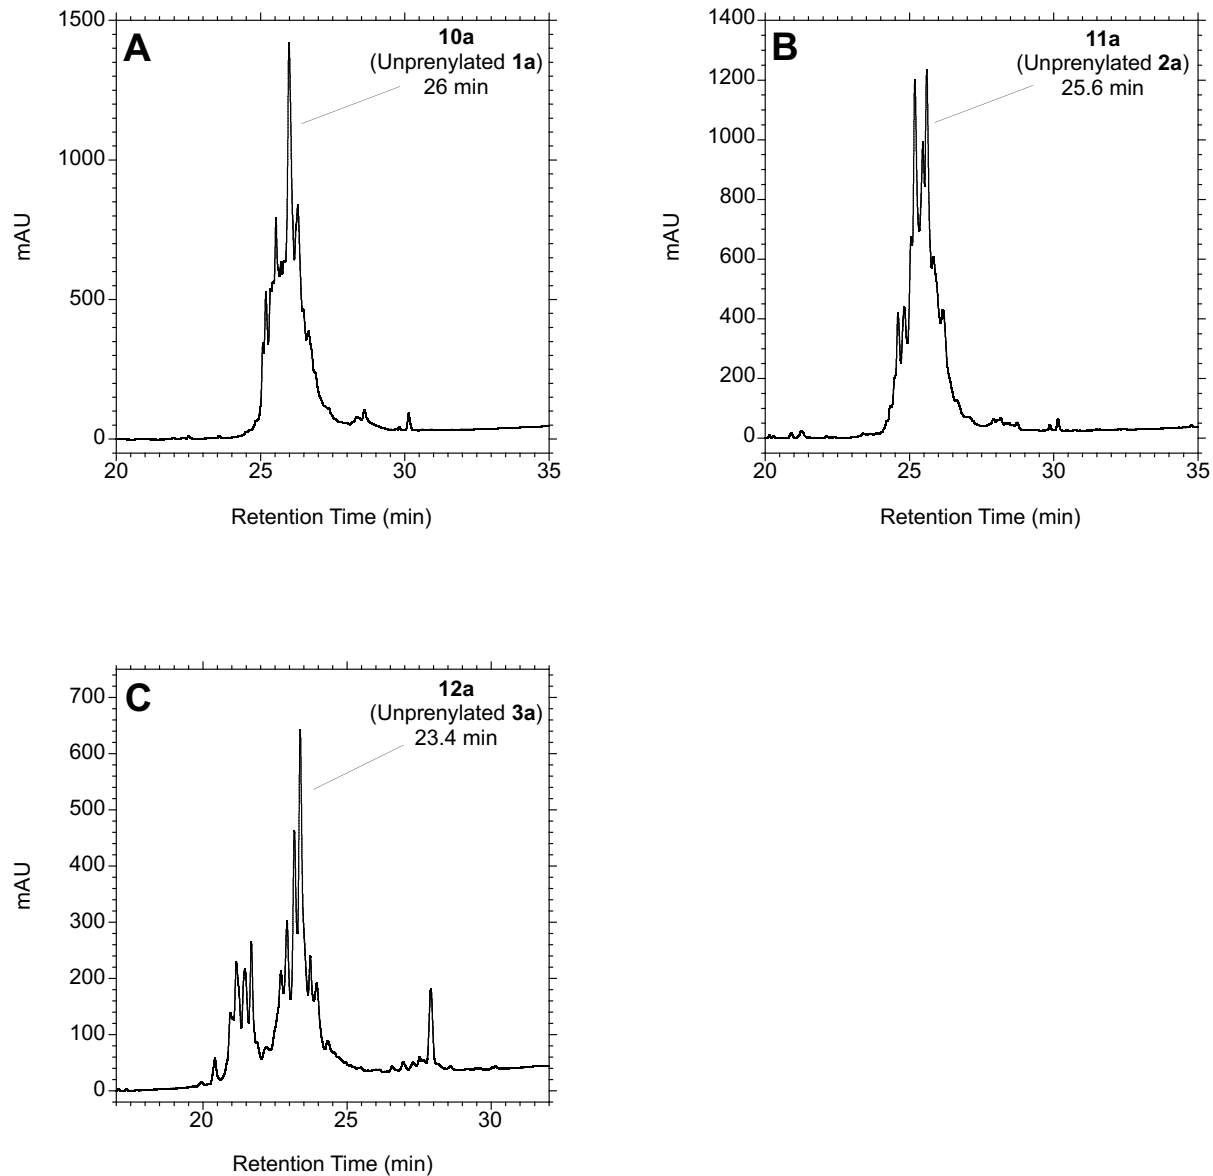 A
10a
(Unprenylated 1a)
26 min
1500
1000
500
0
mAU
20 25 30 35
Retention Time (min)
B
11a
(Unprenylated 2a)
25.6 min
1400
1200
1000
800
600
400
200
0
mAU
20 25 30 35
Retention Time (min)
C
12a
(Unprenylated 3a)
23.4 min
700
600
500
400
300
200
100
0
mAU
20 25 30
Retention Time (min)